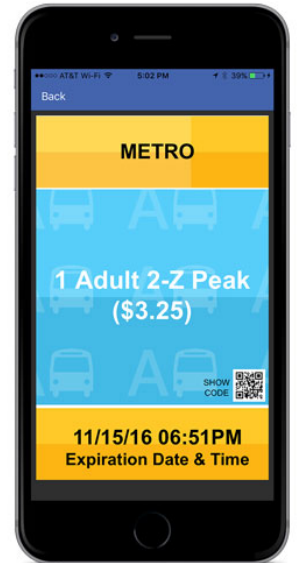 ●●○○○ AT&T Wi-Fi 5:02 PM 39%
Back
METRO
1 Adult 2-Z Peak
($3.25)
SHOW
CODE
11/15/16 06:51PM
Expiration Date & Time